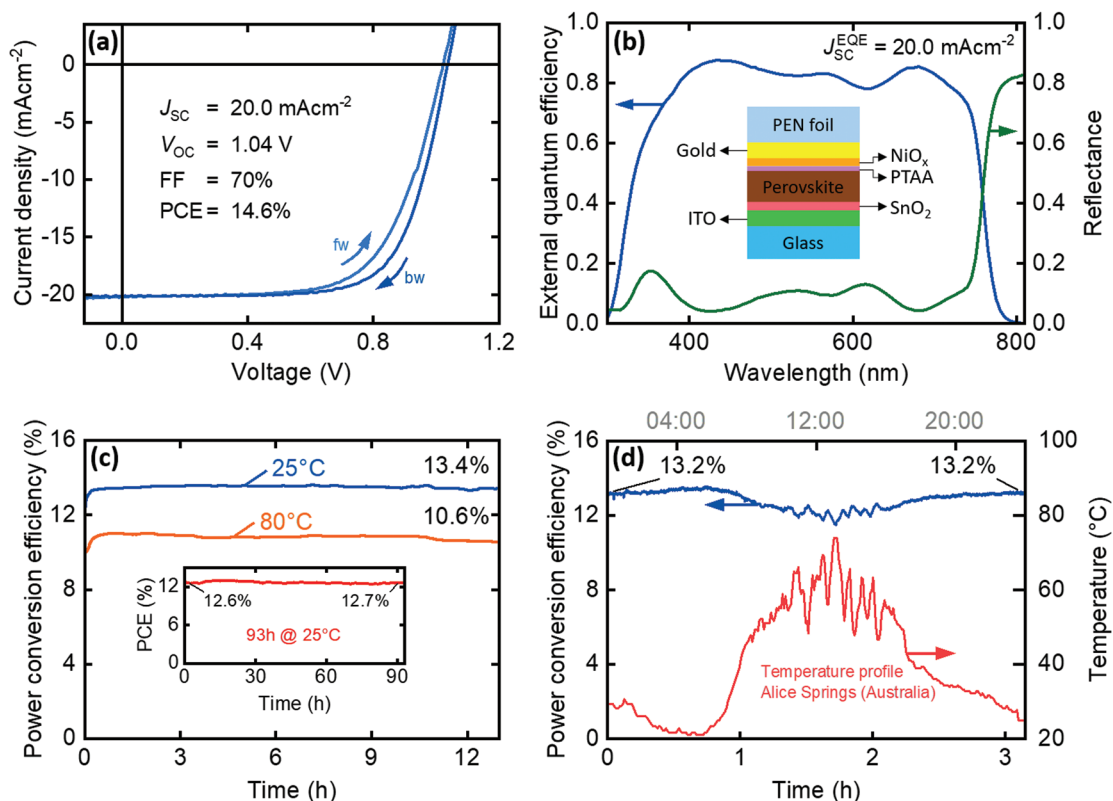 (a)
Current density (mAcm-2)
0
-5
-10
-15
-20
J_SC = 20.0 mAcm-2
V_OC = 1.04 V
FF = 70%
PCE = 14.6%
fw
bw
0.0 0.4 0.8 1.2
Voltage (V)
(b)
J_SC^EQE = 20.0 mAcm-2
External quantum efficiency
1.0
0.8
0.6
0.4
0.2
0.0
PEN foil
Gold
NiOx
PTAA
Perovskite
SnO2
ITO
Glass
1.0
0.8
0.6
0.4
0.2
0.0
Reflectance
400 600 800
Wavelength (nm)
(c)
Power conversion efficiency (%)
16
12
8
4
0
25°C
13.4%
80°C
10.6%
PCE (%)
12
6
0
12.6% 12.7%
93h @ 25°C
0 30 60 90
Time (h)
0 3 6 9 12
Time (h)
04:00 12:00 20:00
(d)
Power conversion efficiency (%)
16
12
8
4
0
13.2% 13.2%
Temperature profile
Alice Springs (Australia)
100
80
60
40
20
Temperature (°C)
0 1 2 3
Time (h)